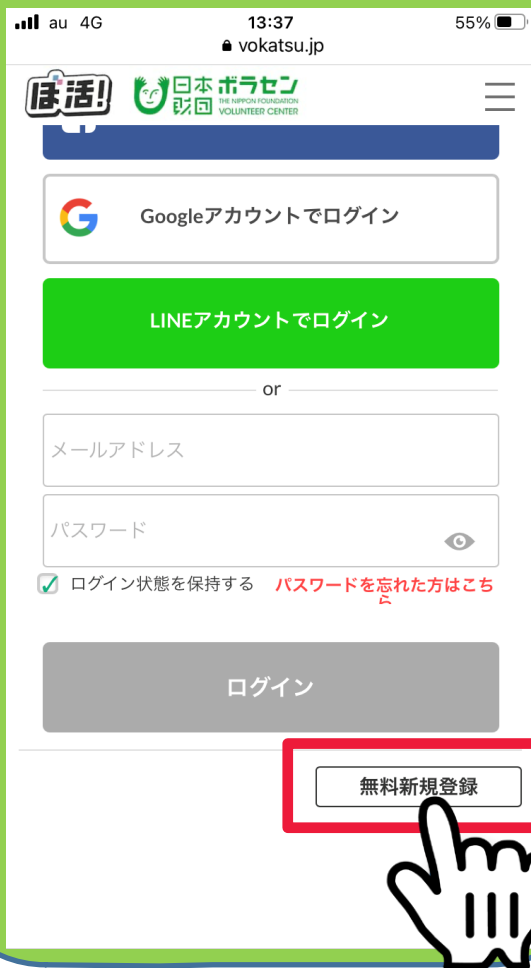 au 4G 13:37 55%
vokatsu.jp
ぼ活!
日本 ボラセン
財団 THE NIPPON FOUNDATION
VOLUNTEER CENTER
Googleアカウントでログイン
LINEアカウントでログイン
or
メールアドレス
パスワード
ログイン状態を保持する パスワードを忘れた方はこち
ら
ログイン
無料新規登録